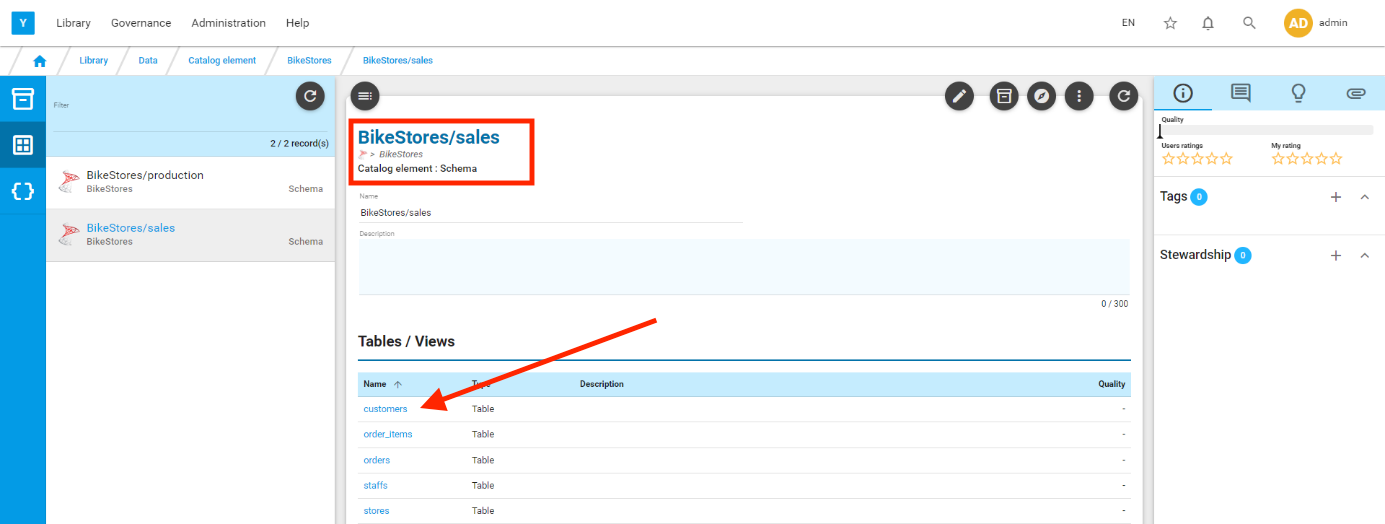 Y Library Governance Administration Help EN AD admin
Library Data Catalog element BikeStores BikeStores/sales
Filter
2 / 2 record(s)
BikeStores/production
BikeStores Schema
BikeStores/sales
BikeStores Schema
BikeStores/sales
> BikeStores
Catalog element : Schema
Name
BikeStores/sales
Description
0 / 300
Tables / Views
Name Type Description Quality
customers Table -
order_items Table -
orders Table -
staffs Table -
stores Table -
Quality
Users ratings My rating
Tags 0
Stewardship 0